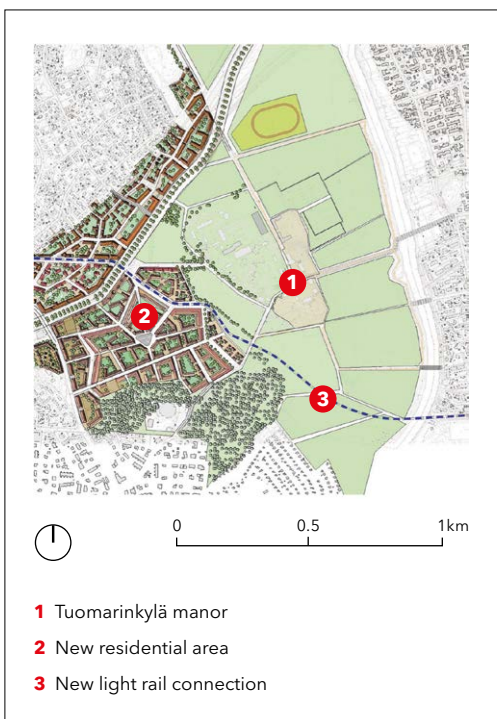 1
2
3
0 0.5 1km
1 Tuomarinkylä manor
2 New residential area
3 New light rail connection